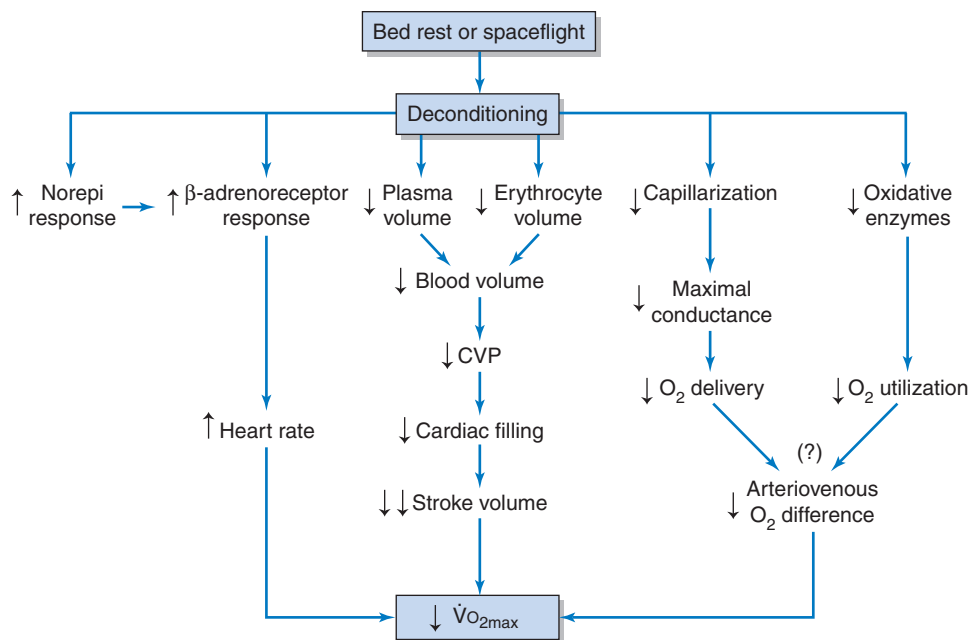 Bed rest or spaceflight
Deconditioning
↑ Norepi
response
↑ β-adrenoreceptor
response
↓ Plasma
volume
↓ Erythrocyte
volume
↓ Capillarization
↓ Oxidative
enzymes
↓ Blood volume
↓ Maximal
conductance
↓ CVP
↓ O₂ delivery
↓ O₂ utilization
↑ Heart rate
↓ Cardiac filling
(?)
↓ Arteriovenous
O₂ difference
↓↓ Stroke volume
↓ V̇O₂max